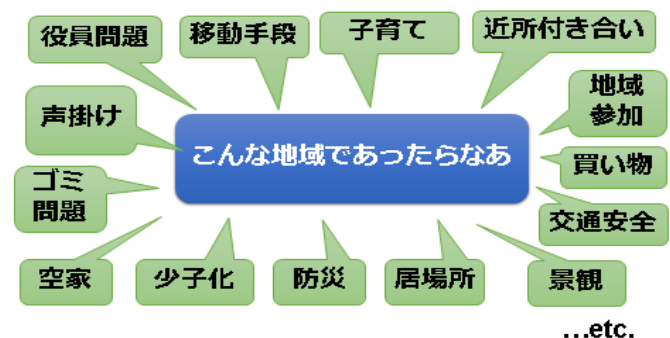 役員問題
移動手段
子育て
近所付き合い
地域
参加
声掛け
こんな地域であったらなあ
買い物
ゴミ
問題
交通安全
空家
少子化
防災
居場所
景観
…etc.